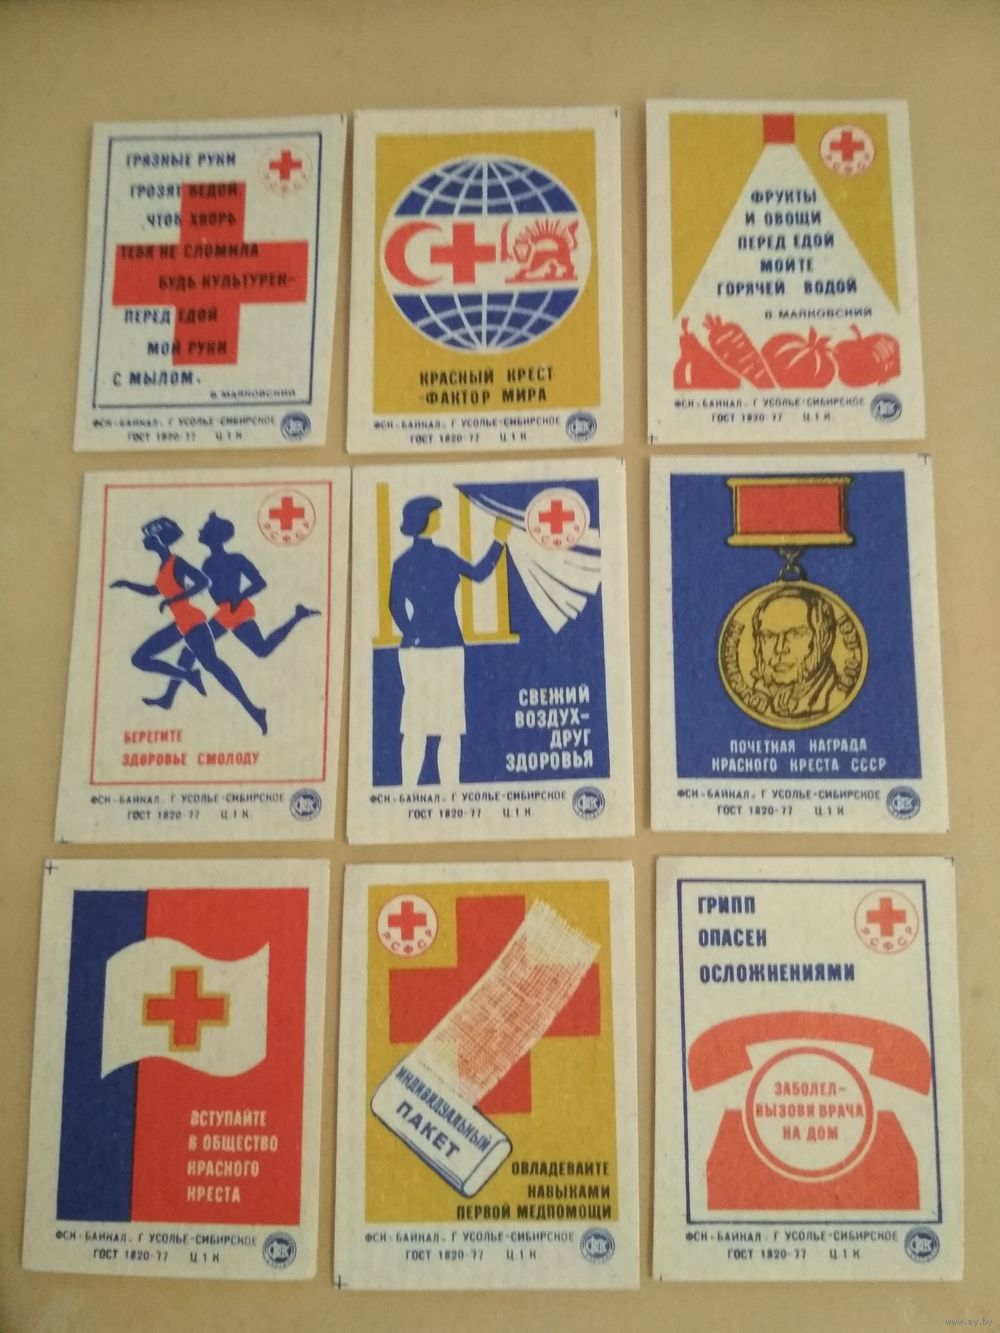 ГРЯЗНЫЕ РУКИ
ГРОЗЯТ БЕДОЙ.
ЧТОБ ХВОРЬ
ТЕБЯ НЕ СЛОМИЛА
БУДЬ КУЛЬТУРЕН-
ПЕРЕД ЕДОЙ
МОЙ РУКИ
С МЫЛОМ.
В МАЯКОВСКИЙ
РСФСР
ФСК-БАЙКАЛ. Г УСОЛЬЕ-СИБИРСКОЕ
ГОСТ 1820-77 Ц.1 К.
КРАСНЫЙ КРЕСТ
-ФАКТОР МИРА
ФСК-БАЙКАЛ. Г УСОЛЬЕ-СИБИРСКОЕ
ГОСТ 1820-77 Ц.1 К.
РСФСР
ФРУКТЫ
И ОВОЩИ
ПЕРЕД ЕДОЙ
МОЙТЕ
ГОРЯЧЕЙ ВОДОЙ
В МАЯКОВСКИЙ
ФСК-БАЙКАЛ. Г УСОЛЬЕ-СИБИРСКОЕ
ГОСТ 1820-77 Ц.1 К.
РСФСР
БЕРЕГИТЕ
ЗДОРОВЬЕ СМОЛОДУ
ФСК-БАЙКАЛ. Г УСОЛЬЕ-СИБИРСКОЕ
ГОСТ 1820-77 Ц.1 К.
РСФСР
СВЕЖИЙ
ВОЗДУХ-
ДРУГ
ЗДОРОВЬЯ
ФСК-БАЙКАЛ. Г УСОЛЬЕ-СИБИРСКОЕ
ГОСТ 1820-77 Ц.1 К.
ПОЧЕТНАЯ НАГРАДА
КРАСНОГО КРЕСТА СССР
ФСК-БАЙКАЛ. Г УСОЛЬЕ-СИБИРСКОЕ
ГОСТ 1820-77 Ц.1 К.
ВСТУПАЙТЕ
В ОБЩЕСТВО
КРАСНОГО
КРЕСТА
ФСК-БАЙКАЛ. Г УСОЛЬЕ-СИБИРСКОЕ
ГОСТ 1820-77 Ц.1 К.
РСФСР
ИНДИВИДУАЛЬНЫЙ
ПАКЕТ
ОВЛАДЕВАЙТЕ
НАВЫКАМИ
ПЕРВОЙ МЕДПОМОЩИ
ФСК-БАЙКАЛ. Г УСОЛЬЕ-СИБИРСКОЕ
ГОСТ 1820-77 Ц.1 К.
ГРИПП
ОПАСЕН
ОСЛОЖНЕНИЯМИ
РСФСР
ЗАБОЛЕЛ-
ВЫЗОВИ ВРАЧА
НА ДОМ
ФСК-БАЙКАЛ. Г УСОЛЬЕ-СИБИРСКОЕ
ГОСТ 1820-77 Ц.1 К.
www.ay.by